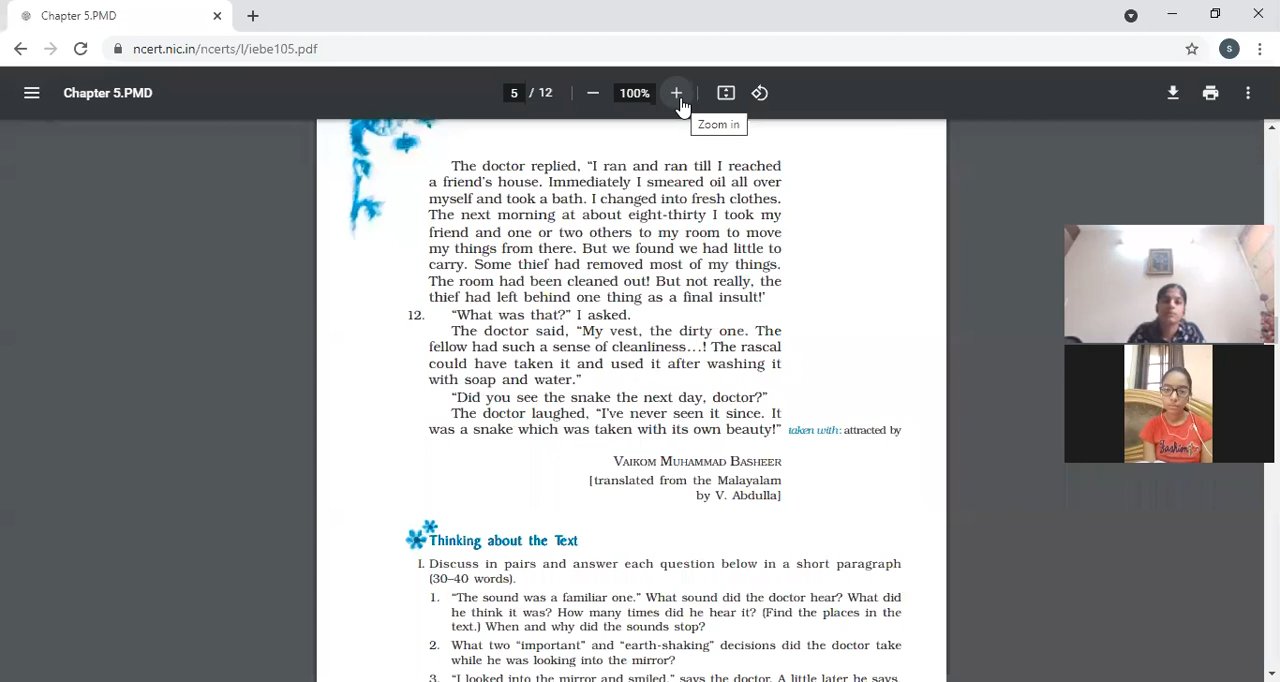 Chapter 5.PMD
ncert.nic.in/ncerts/l/iebe105.pdf
S
Chapter 5.PMD
5 / 12
100%
Zoom in
The doctor replied, “I ran and ran till I reached
a friend's house. Immediately I smeared oil all over
myself and took a bath. I changed into fresh clothes.
The next morning at about eight-thirty I took my
friend and one or two others to my room to move
my things from there. But we found we had little to
carry. Some thief had removed most of my things.
The room had been cleaned out! But not really, the
thief had left behind one thing as a final insult!’
12. “What was that?” I asked.
The doctor said, “My vest, the dirty one. The
fellow had such a sense of cleanliness...! The rascal
could have taken it and used it after washing it
with soap and water.”
“Did you see the snake the next day, doctor?”
The doctor laughed, “I've never seen it since. It
was a snake which was taken with its own beauty!” taken with: attracted by
VAIKOM MUHAMMAD BASHEER
[translated from the Malayalam
by V. Abdulla]
Thinking about the Text
I. Discuss in pairs and answer each question below in a short paragraph
(30–40 words).
1. “The sound was a familiar one.” What sound did the doctor hear? What did
he think it was? How many times did he hear it? (Find the places in the
text.) When and why did the sounds stop?
2. What two “important” and “earth-shaking” decisions did the doctor take
while he was looking into the mirror?
3. “I looked into the mirror and smiled,” says the doctor. A little later he says,
Fashion